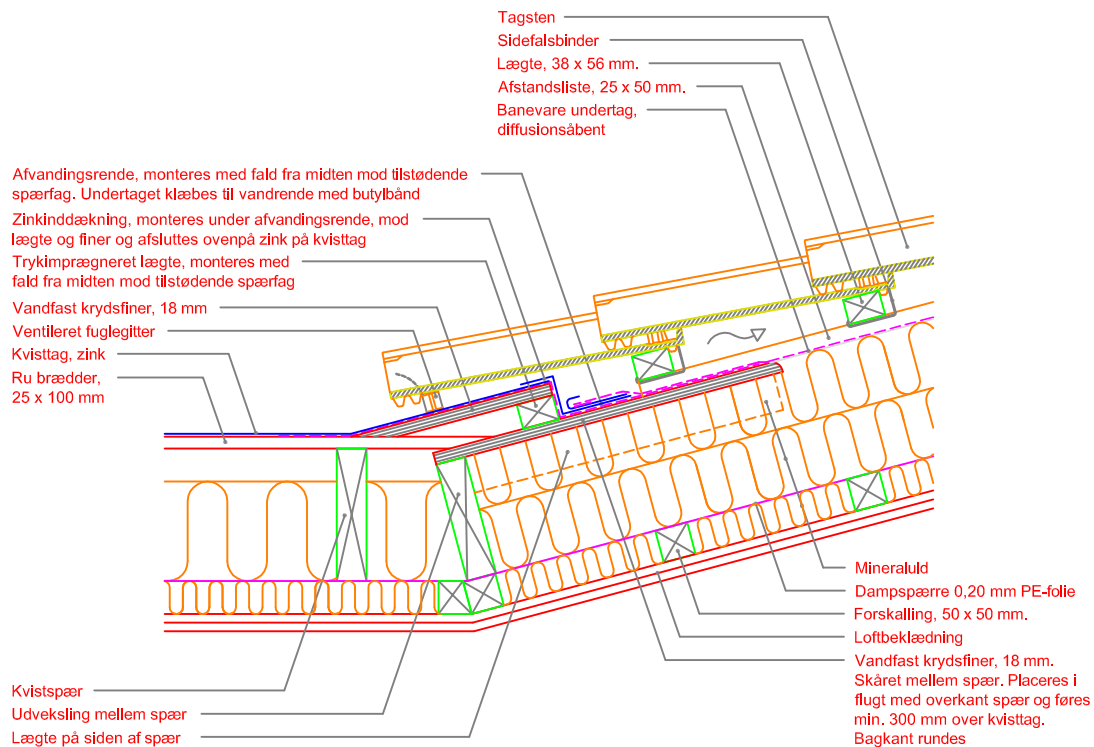 Tagsten
Sidefalsbinder
Lægte, 38 x 56 mm.
Afstandsliste, 25 x 50 mm.
Banevare undertag,
diffusionsåbent
Afvandingsrende, monteres med fald fra midten mod tilstødende
spærfag. Undertaget klæbes til vandrende med butylbånd
Zinkinddækning, monteres under afvandingsrende, mod
lægte og finer og afsluttes ovenpå zink på kvisttag
Trykimprægneret lægte, monteres med
fald fra midten mod tilstødende spærfag
Vandfast krydsfiner, 18 mm
Ventileret fuglegitter
Kvisttag, zink
Ru brædder,
25 x 100 mm
Mineraluld
Dampspærre 0,20 mm PE-folie
Forskalling, 50 x 50 mm.
Loftbeklædning
Vandfast krydsfiner, 18 mm.
Skåret mellem spær. Placeres i
flugt med overkant spær og føres
min. 300 mm over kvisttag.
Bagkant rundes
Kvistspær
Udveksling mellem spær
Lægte på siden af spær